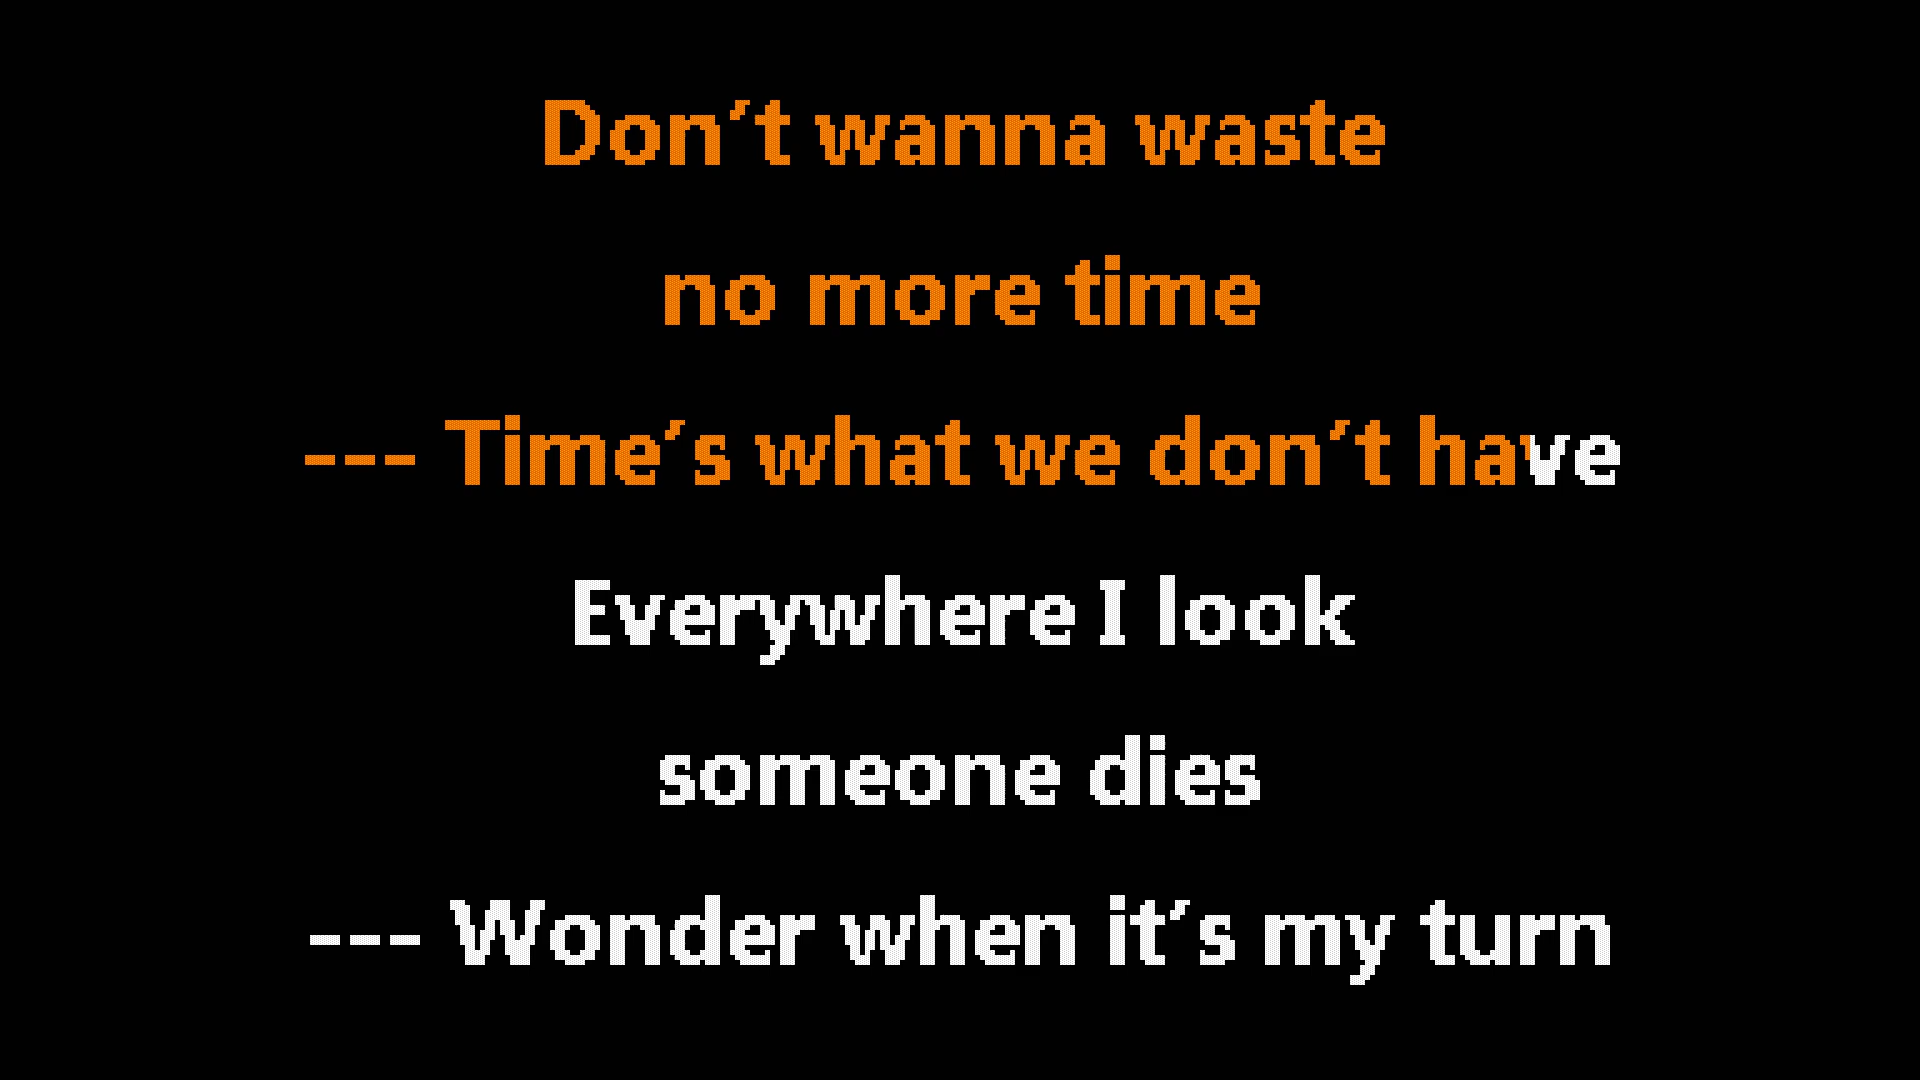 Don’t wanna waste
no more time
--- Time’s what we don’t have
Everywhere I look
someone dies
--- Wonder when it’s my turn